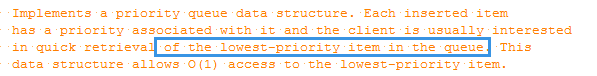 Implements a priority queue data structure. Each inserted item
has a priority associated with it and the client is usually interested
in quick retrieval of the lowest-priority item in the queue. This
data structure allows O(1) access to the lowest-priority item.